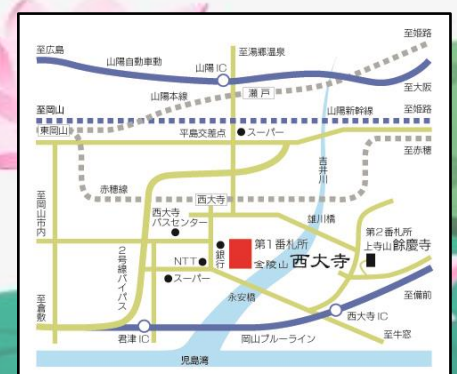 至姫路
至広島
至湯郷温泉
山陽自動車動
山陽IC
至大阪
山陽本線
瀬戸
至岡山
山陽新幹線
至姫路
東岡山
平島交差点
スーパー
至赤穂
吉井川
赤穂線
西大寺
至岡山市内
西大寺
バスセンター
雄川橋
第2番札所
上寺山 餘慶寺
2号線バイパス
銀行
第1番札所
金陵山 西大寺
NTT
スーパー
永安橋
至備前
至倉敷
西大寺IC
君津IC
岡山ブルーライン
至牛窓
児島湾